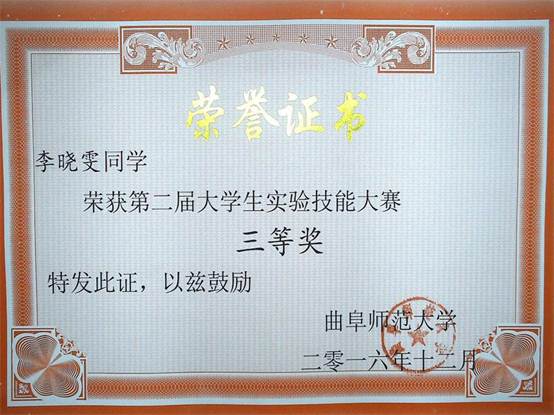 荣誉证书
李晓雯同学
荣获第二届大学生实验技能大赛
三等奖
特发此证，以兹鼓励
曲阜师范大学
二零一六年十二月